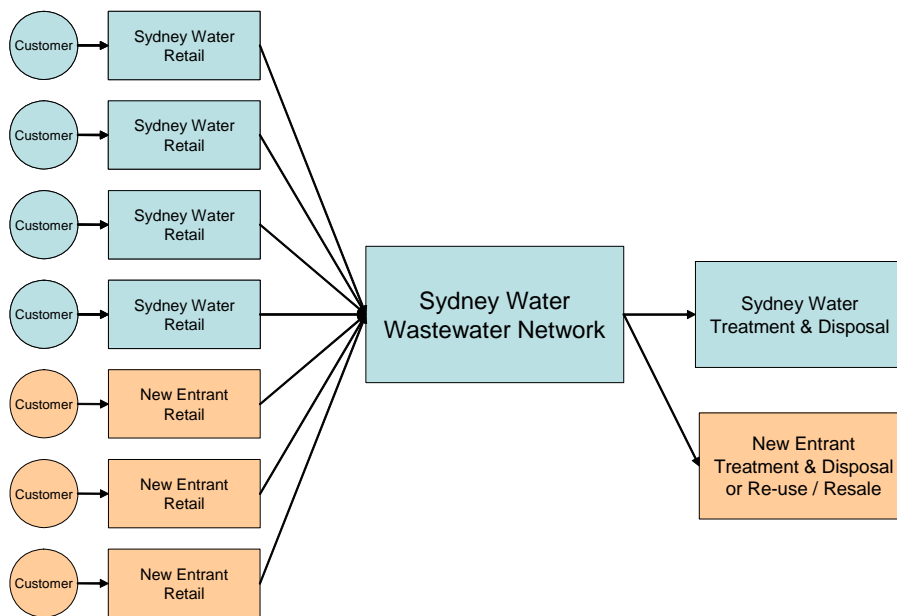 Customer
Sydney Water
Retail
Customer
Sydney Water
Retail
Customer
Sydney Water
Retail
Customer
Sydney Water
Retail
Customer
New Entrant
Retail
Customer
New Entrant
Retail
Customer
New Entrant
Retail
Sydney Water
Wastewater Network
Sydney Water
Treatment & Disposal
New Entrant
Treatment & Disposal
or Re-use / Resale